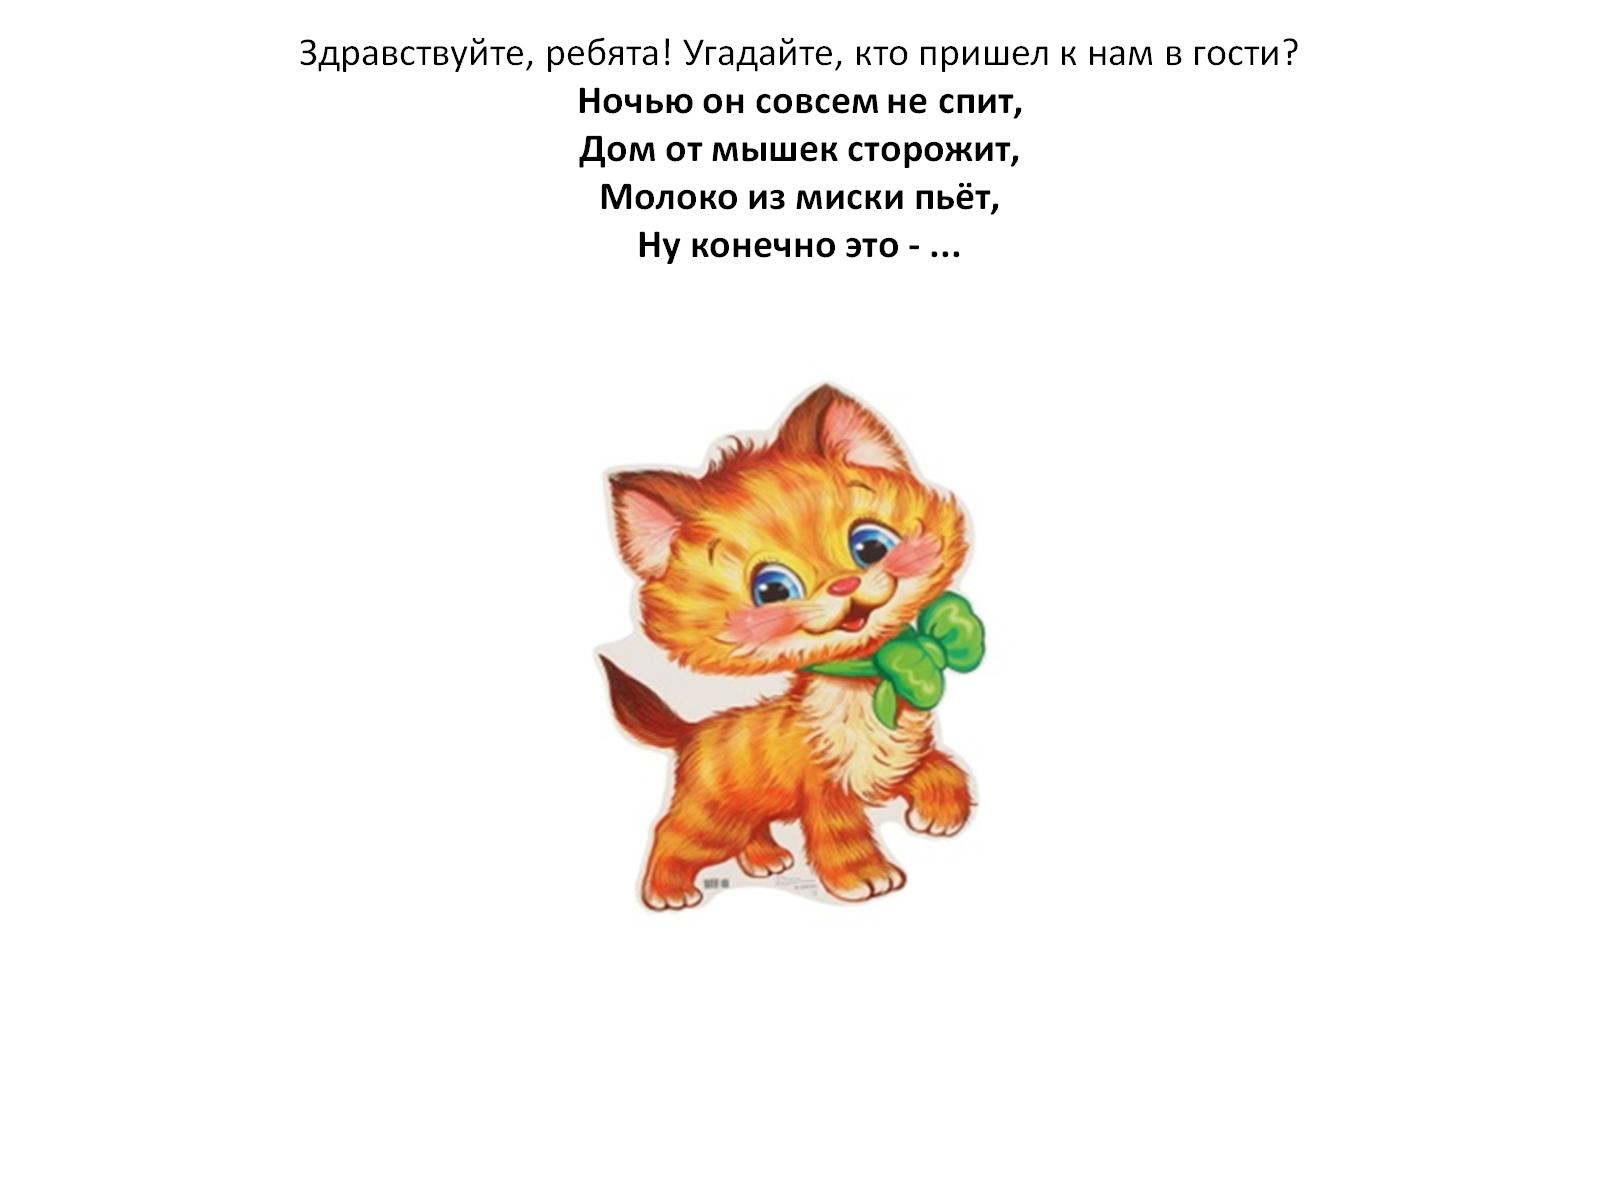 Здравствуйте, ребята! Угадайте, кто пришел к нам в гости?
Ночью он совсем не спит,
Дом от мышек сторожит,
Молоко из миски пьёт,
Ну конечно это - ...